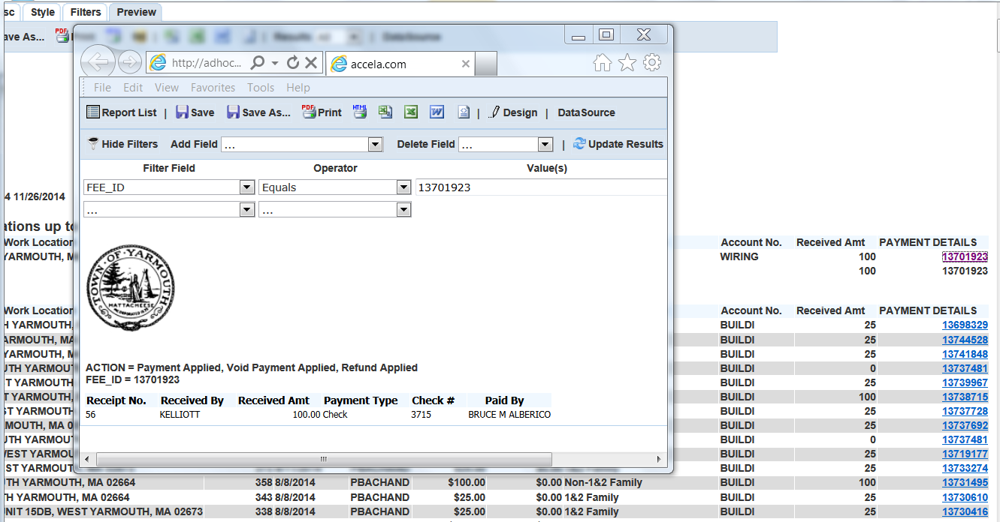 sc Style Filters Preview
ave As... PDF
http://adhoc... accela.com
File Edit View Favorites Tools Help
Report List | Save Save As... PDF Print HTML | Design | DataSource
Hide Filters Add Field ... Delete Field ... | Update Results
Filter Field Operator Value(s)
FEE_ID Equals 13701923
... ...
4 11/26/2014
ations up to
Work Location Account No. Received Amt PAYMENT DETAILS
YARMOUTH, M WIRING 100 13701923
100 13701923
TOWN·OF·YARMOUTH
MATTACHEESE
Work Location Account No. Received Amt PAYMENT DETAILS
H YARMOUTH, BUILDI 25 13698329
ARMOUTH, MA BUILDI 25 13744528
YARMOUTH, M BUILDI 25 13741848
UTH YARMOUT BUILDI 0 13737481
T YARMOUTH, BUILDI 25 13739967
T YARMOUTH, BUILDI 100 13738715
ST YARMOUTH, BUILDI 25 13737728
MOUTH, MA 0 BUILDI 25 13737692
UTH YARMOUT BUILDI 0 13737481
WEST YARMOU BUILDI 25 13719177
ST YARMOUTH BUILDI 25 13733274
ACTION = Payment Applied, Void Payment Applied, Refund Applied
FEE_ID = 13701923
Receipt No. Received By Received Amt Payment Type Check # Paid By
56 KELLIOTT 100.00 Check 3715 BRUCE M ALBERICO
UTH YARMOUTH, MA 02664 358 8/8/2014 PBACHAND $100.00 $0.00 Non-1&2 Family BUILDI 100 13731495
TH YARMOUTH, MA 02664 343 8/8/2014 PBACHAND $25.00 $0.00 1&2 Family BUILDI 25 13730610
NIT 15DB, WEST YARMOUTH, MA 02673 338 8/8/2014 PBACHAND $25.00 $0.00 1&2 Family BUILDI 25 13730416